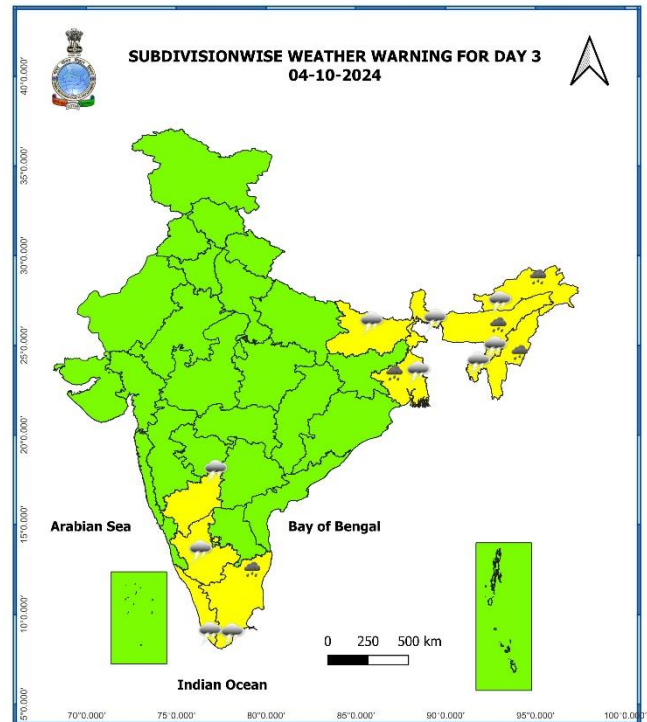 SUBDIVISIONWISE WEATHER WARNING FOR DAY 3
04-10-2024
40°0.000'
35°0.000'
30°0.000'
25°0.000'
20°0.000'
15°0.000'
10°0.000'
5°0.000'
Arabian Sea
Bay of Bengal
0 250 500 km
Indian Ocean
70°0.000' 75°0.000' 80°0.000' 85°0.000' 90°0.000' 95°0.000'